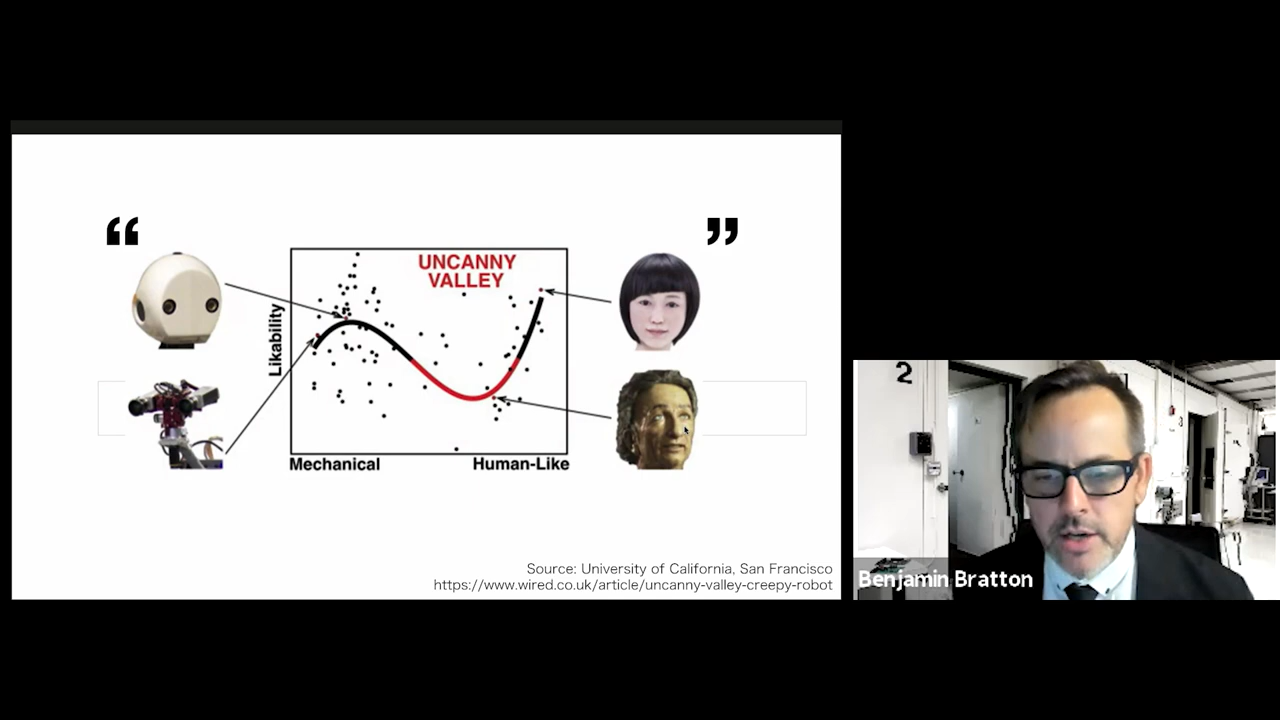 “ ”
UNCANNY
VALLEY
Likability
Mechanical Human-Like
Source: University of California, San Francisco
https://www.wired.co.uk/article/uncanny-valley-creepy-robot
2
Benjamin Bratton